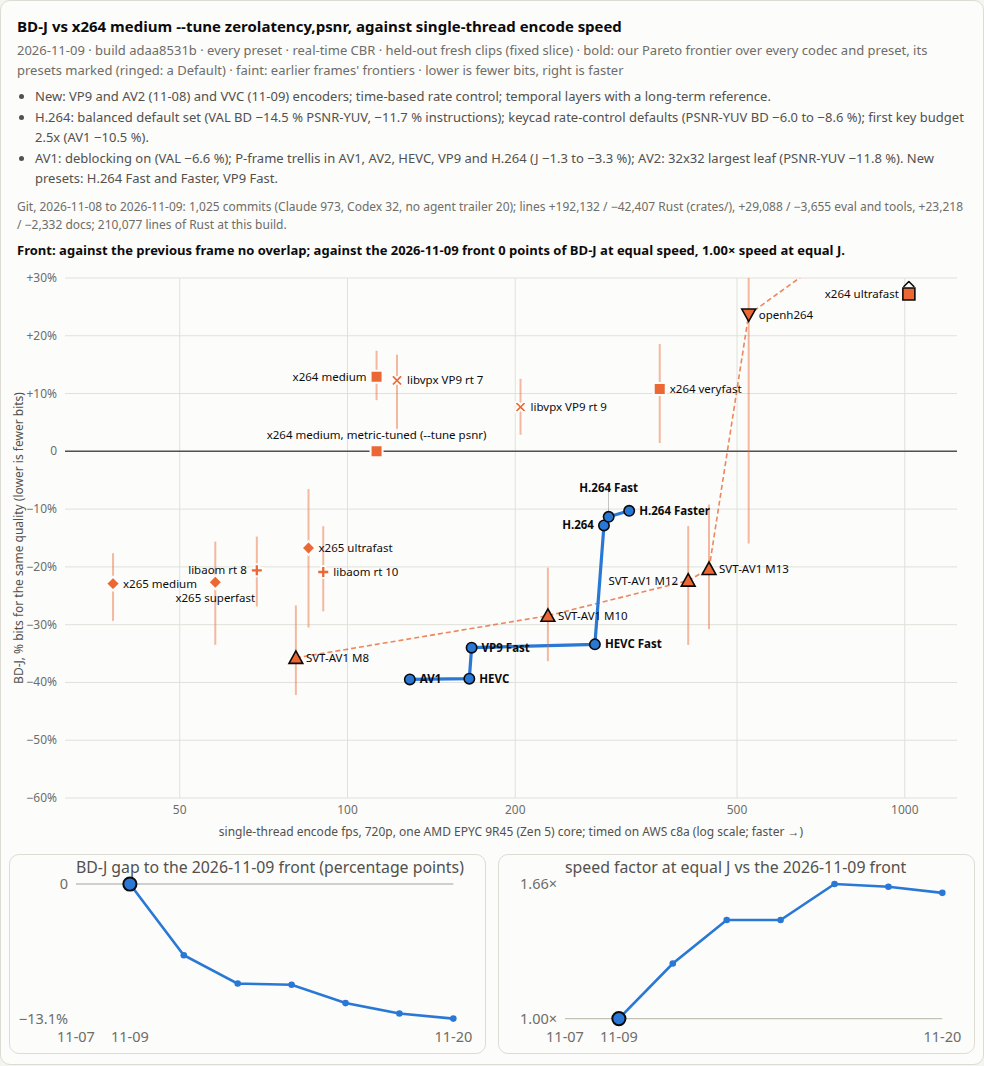 BD-J vs x264 medium --tune zerolatency,psnr, against single-thread encode speed
2026-11-09 · build adaa8531b · every preset · real-time CBR · held-out fresh clips (fixed slice) · bold: our Pareto frontier over every codec and preset, its
presets marked (ringed: a Default) · faint: earlier frames' frontiers · lower is fewer bits, right is faster
• New: VP9 and AV2 (11-08) and VVC (11-09) encoders; time-based rate control; temporal layers with a long-term reference.
• H.264: balanced default set (VAL BD −14.5 % PSNR-YUV, −11.7 % instructions); keycad rate-control defaults (PSNR-YUV BD −6.0 to −8.6 %); first key budget
2.5x (AV1 −10.5 %).
• AV1: deblocking on (VAL −6.6 %); P-frame trellis in AV1, AV2, HEVC, VP9 and H.264 (J −1.3 to −3.3 %); AV2: 32x32 largest leaf (PSNR-YUV −11.8 %). New
presets: H.264 Fast and Faster, VP9 Fast.
Git, 2026-11-08 to 2026-11-09: 1,025 commits (Claude 973, Codex 32, no agent trailer 20); lines +192,132 / −42,407 Rust (crates/), +29,088 / −3,655 eval and tools, +23,218
/ −2,332 docs; 210,077 lines of Rust at this build.
Front: against the previous frame no overlap; against the 2026-11-09 front 0 points of BD-J at equal speed, 1.00× speed at equal J.
BD-J, % bits for the same quality (lower is fewer bits)
+30%
x264 ultrafast
openh264
+20%
x264 medium
libvpx VP9 rt 7
x264 veryfast
+10%
libvpx VP9 rt 9
x264 medium, metric-tuned (--tune psnr)
0
H.264 Fast
−10%
H.264 Faster
H.264
x265 ultrafast
−20%
libaom rt 8
libaom rt 10
SVT-AV1 M13
x265 medium
SVT-AV1 M12
x265 superfast
SVT-AV1 M10
−30%
HEVC Fast
VP9 Fast
SVT-AV1 M8
AV1
HEVC
−40%
−50%
−60%
50
100
200
500
1000
single-thread encode fps, 720p, one AMD EPYC 9R45 (Zen 5) core; timed on AWS c8a (log scale; faster →)
BD-J gap to the 2026-11-09 front (percentage points)
0
−13.1%
11-07
11-09
11-20
speed factor at equal J vs the 2026-11-09 front
1.66×
1.00×
11-07
11-09
11-20